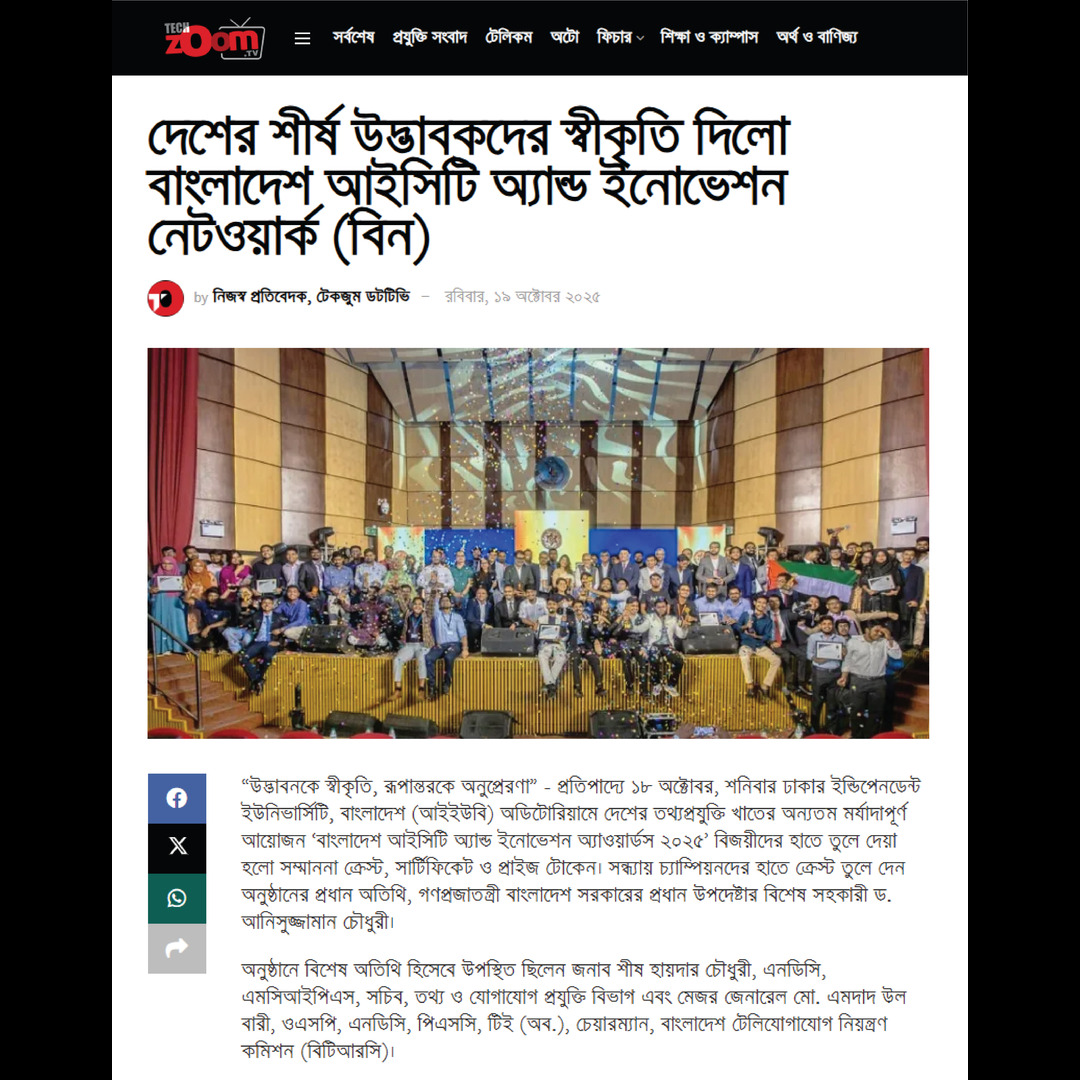 TECH
ZOOM
.TV
সর্বশেষ প্রযুক্তি সংবাদ টেলিকম অটো ফিচার শিক্ষা ও ক্যাম্পাস অর্থ ও বাণিজ্য
দেশের শীর্ষ উদ্ভাবকদের স্বীকৃতি দিলো
বাংলাদেশ আইসিটি অ্যান্ড ইনোভেশন
নেটওয়ার্ক (বিন)
by নিজস্ব প্রতিবেদক, টেকজুম ডটটিভি – রবিবার, ১৯ অক্টোবর ২০২৫
“উদ্ভাবনকে স্বীকৃতি, রূপান্তরকে অনুপ্রেরণা” - প্রতিপাদ্যে ১৮ অক্টোবর, শনিবার ঢাকার ইন্ডিপেনডেন্ট
ইউনিভার্সিটি, বাংলাদেশ (আইইউবি) অডিটোরিয়ামে দেশের তথ্যপ্রযুক্তি খাতের অন্যতম মর্যাদাপূর্ণ
আয়োজন ‘বাংলাদেশ আইসিটি অ্যান্ড ইনোভেশন অ্যাওয়ার্ডস ২০২৫’ বিজয়ীদের হাতে তুলে দেয়া
হলো সম্মাননা ক্রেস্ট, সার্টিফিকেট ও প্রাইজ টোকেন। সন্ধ্যায় চ্যাম্পিয়নদের হাতে ক্রেস্ট তুলে দেন
অনুষ্ঠানের প্রধান অতিথি, গণপ্রজাতন্ত্রী বাংলাদেশ সরকারের প্রধান উপদেষ্টার বিশেষ সহকারী ড.
আনিসুজ্জামান চৌধুরী।
অনুষ্ঠানে বিশেষ অতিথি হিসেবে উপস্থিত ছিলেন জনাব শীষ হায়দার চৌধুরী, এনডিসি,
এমসিআইপিএস, সচিব, তথ্য ও যোগাযোগ প্রযুক্তি বিভাগ এবং মেজর জেনারেল মো. এমদাদ উল
বারী, ওএসপি, এনডিসি, পিএসসি, টিই (অব.), চেয়ারম্যান, বাংলাদেশ টেলিযোগাযোগ নিয়ন্ত্রণ
কমিশন (বিটিআরসি)।